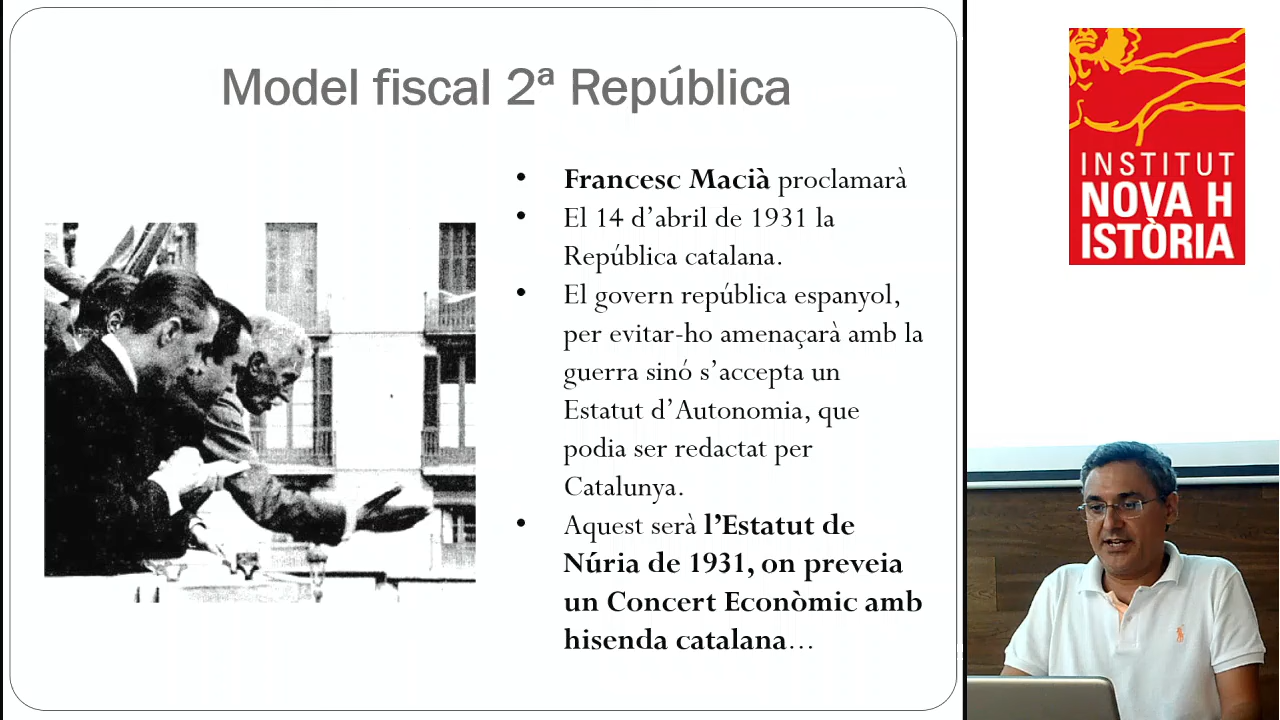 Model fiscal 2ª República
• Francesc Macià proclamarà
• El 14 d’abril de 1931 la
República catalana.
• El govern república espanyol,
per evitar-ho amenaçarà amb la
guerra sinó s’accepta un
Estatut d’Autonomia, que
podia ser redactat per
Catalunya.
• Aquest serà l’Estatut de
Núria de 1931, on preveia
un Concert Econòmic amb
hisenda catalana…
INSTITUT
NOVA H
ISTÒRIA